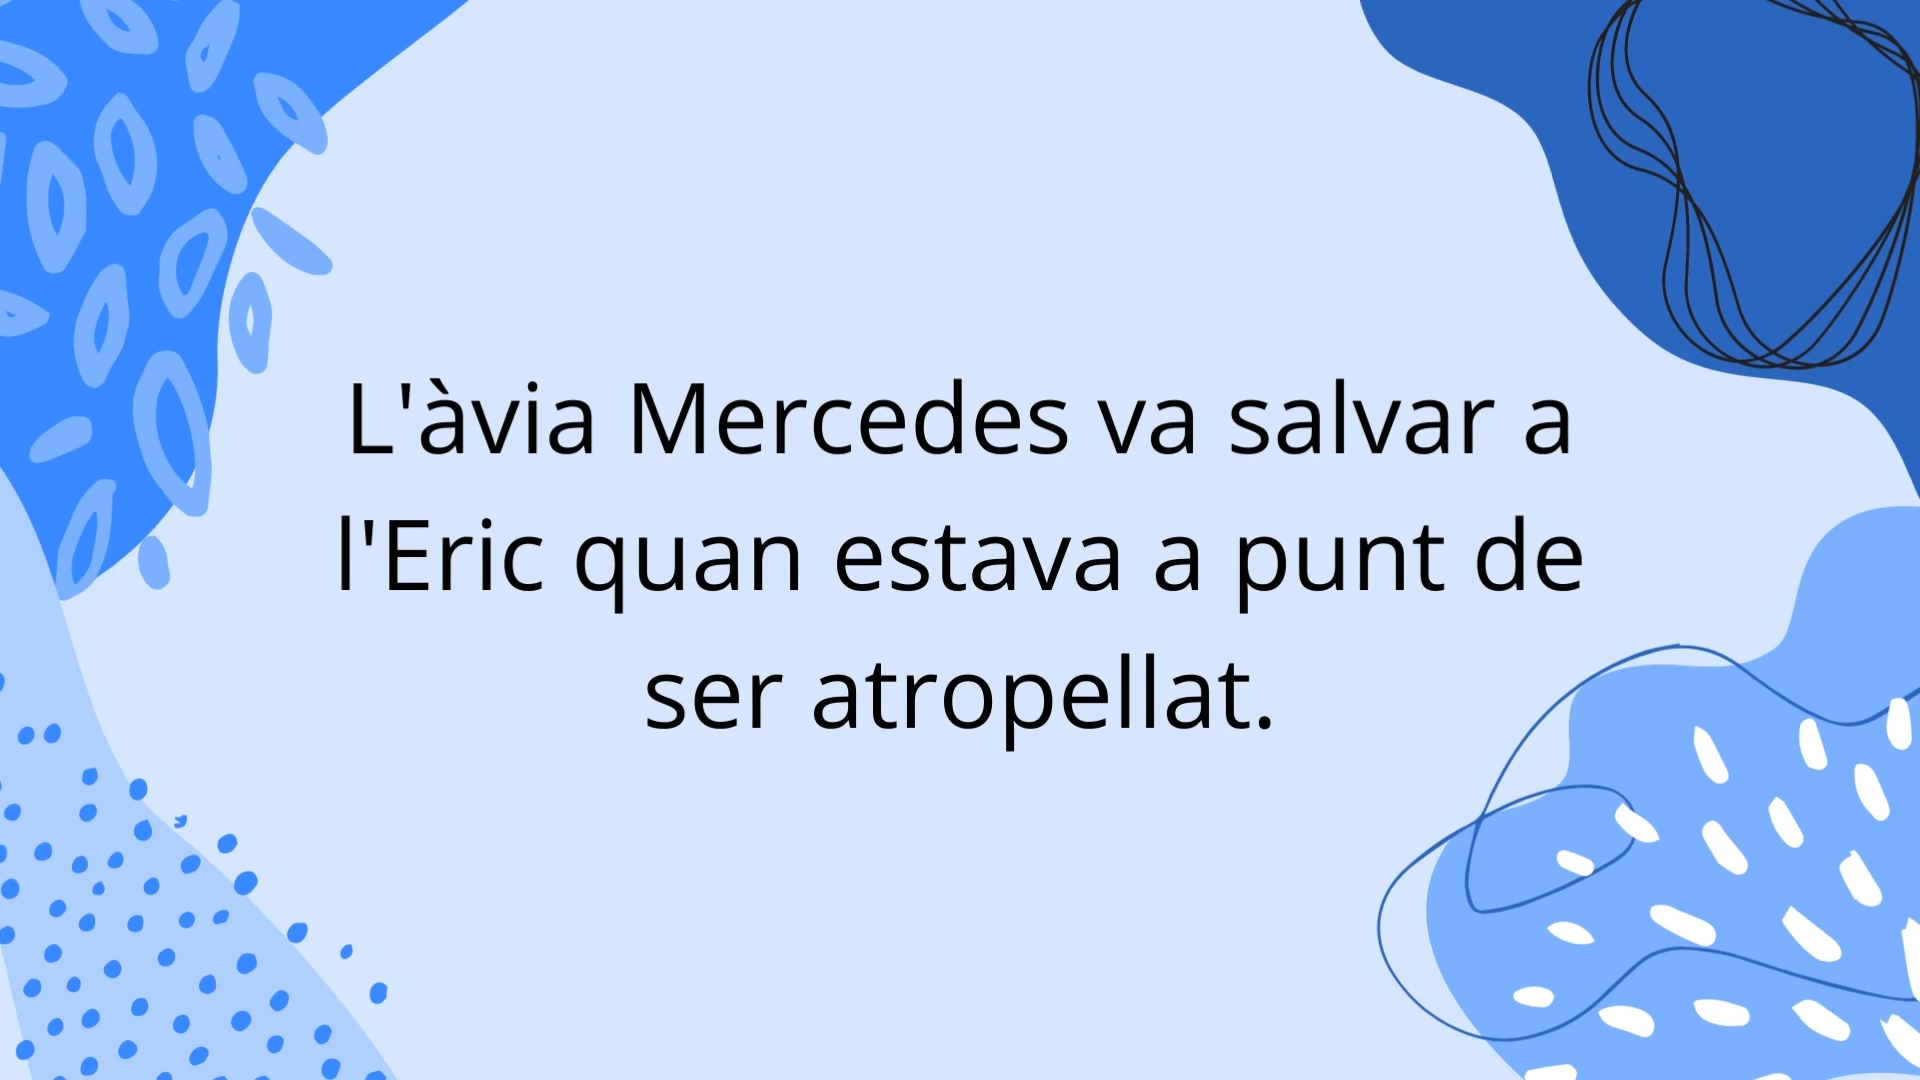 L'àvia Mercedes va salvar a
l'Eric quan estava a punt de
ser atropellat.